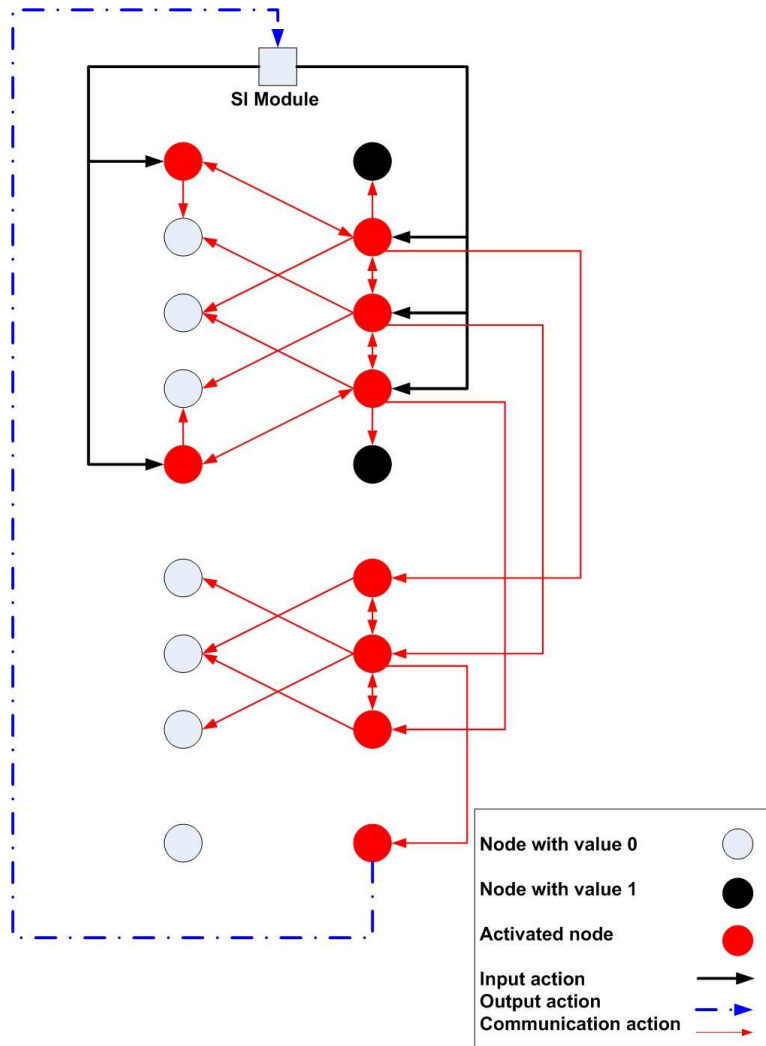 SI Module
Node with value 0
Node with value 1
Activated node
Input action
Output action
Communication action